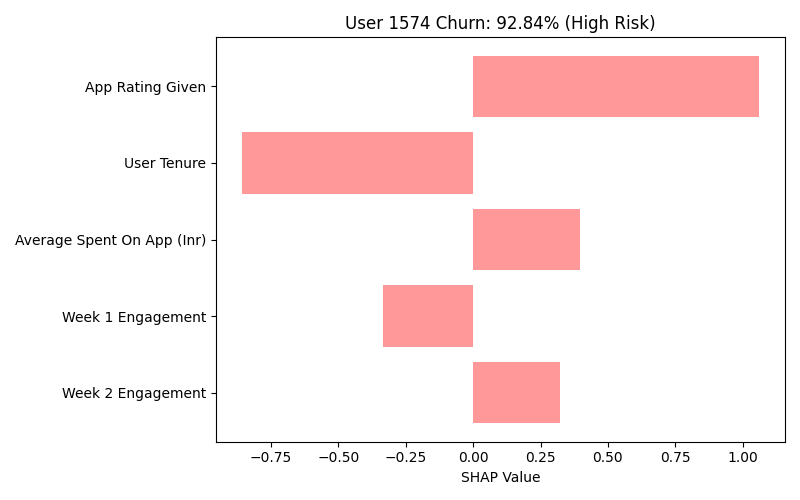 User 1574 Churn: 92.84% (High Risk)
App Rating Given
User Tenure
Average Spent On App (Inr)
Week 1 Engagement
Week 2 Engagement
−0.75 −0.50 −0.25 0.00 0.25 0.50 0.75 1.00
SHAP Value